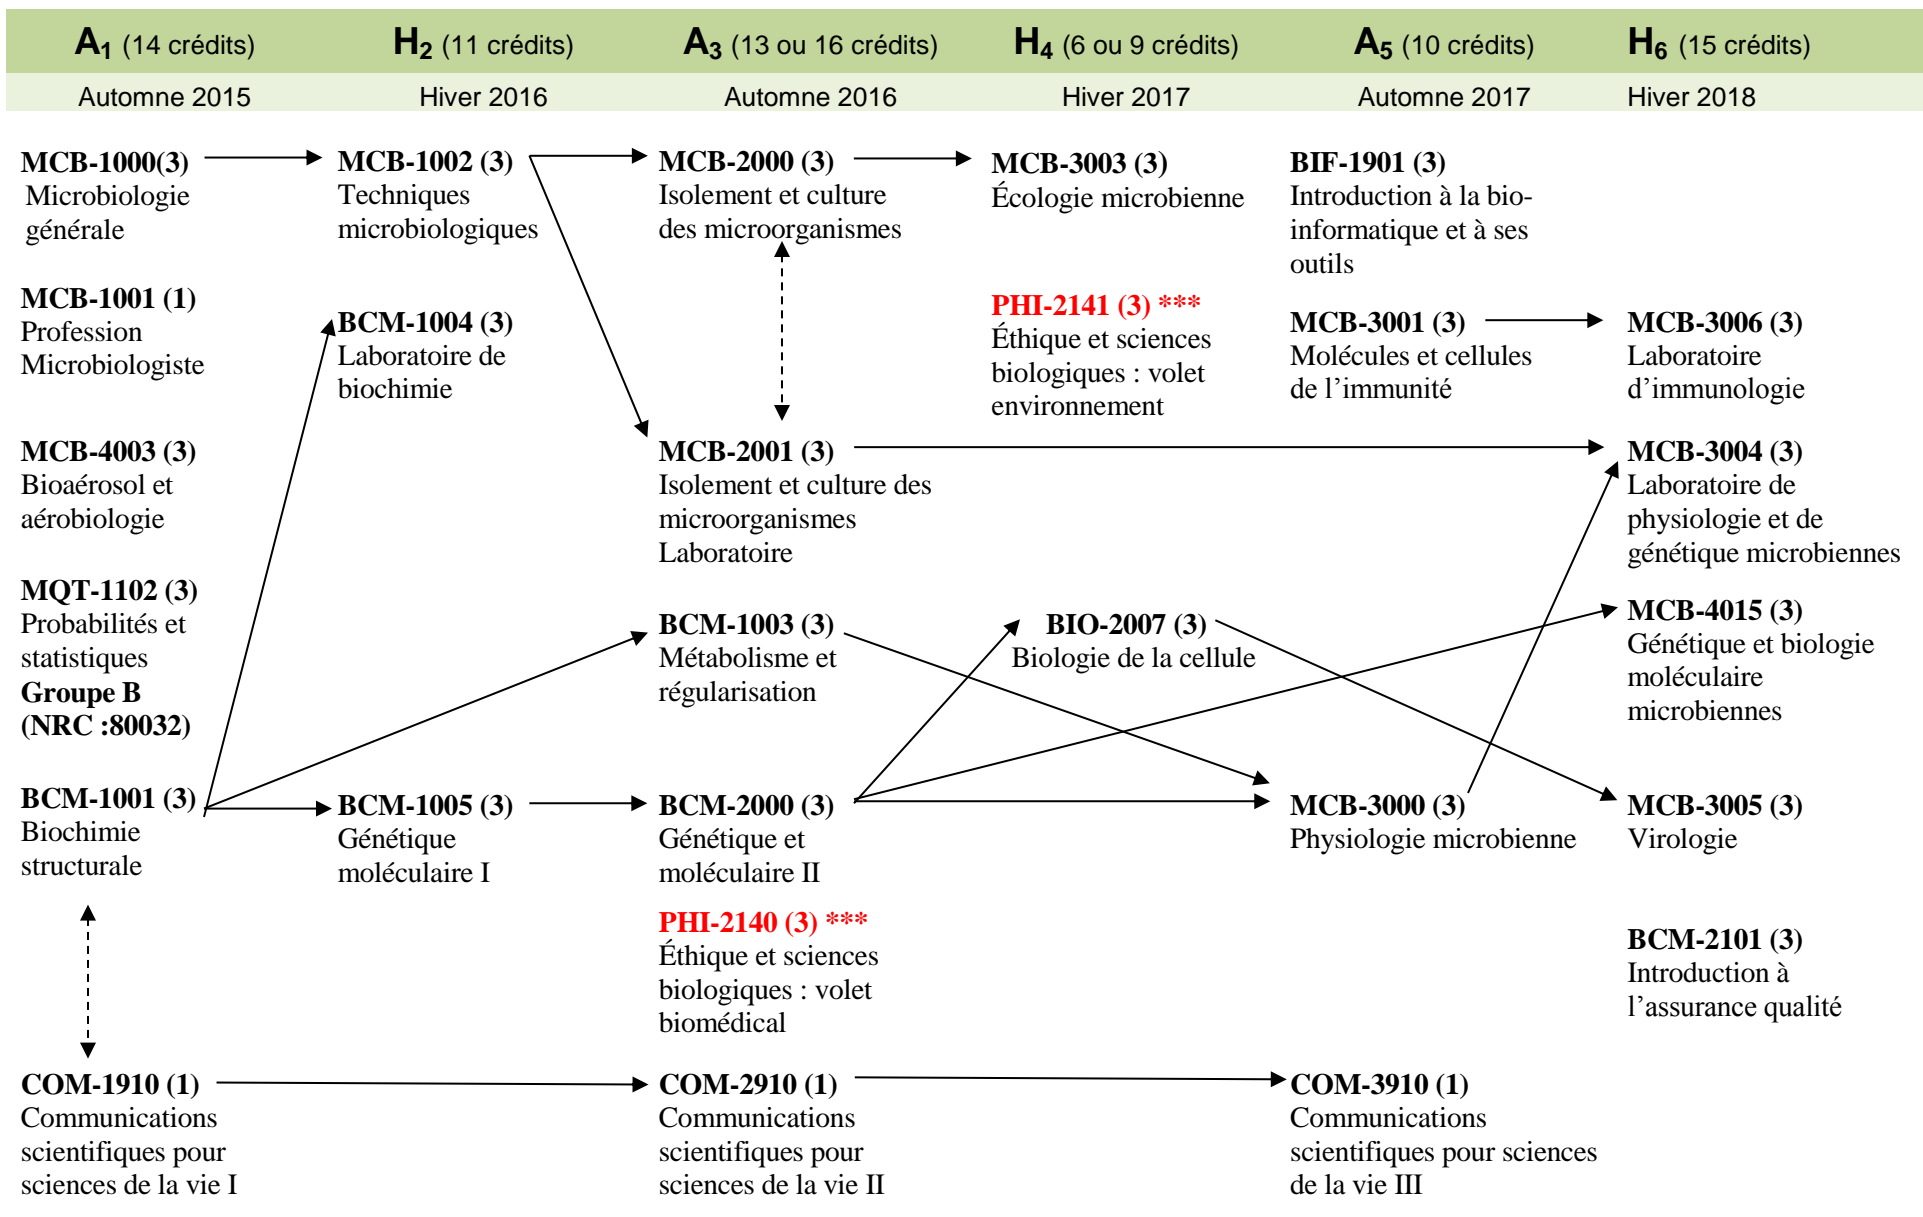 A1 (14 crédits)
H2 (11 crédits)
A3 (13 ou 16 crédits)
H4 (6 ou 9 crédits)
A5 (10 crédits)
H6 (15 crédits)
Automne 2015
Hiver 2016
Automne 2016
Hiver 2017
Automne 2017
Hiver 2018
MCB-1000(3)
Microbiologie
générale
MCB-1001 (1)
Profession
Microbiologiste
MCB-4003 (3)
Bioaérosol et
aérobiologie
MQT-1102 (3)
Probabilités et
statistiques
Groupe B
(NRC :80032)
BCM-1001 (3)
Biochimie
structurale
COM-1910 (1)
Communications
scientifiques pour
sciences de la vie I
MCB-1002 (3)
Techniques
microbiologiques
BCM-1004 (3)
Laboratoire de
biochimie
BCM-1005 (3)
Génétique
moléculaire I
MCB-2000 (3)
Isolement et culture
des microorganismes
MCB-2001 (3)
Isolement et culture des
microorganismes
Laboratoire
BCM-1003 (3)
Métabolisme et
régularisation
BCM-2000 (3)
Génétique et
moléculaire II
PHI-2140 (3) ***
Éthique et sciences
biologiques : volet
biomédical
COM-2910 (1)
Communications
scientifiques pour
sciences de la vie II
MCB-3003 (3)
Écologie microbienne
PHI-2141 (3) ***
Éthique et sciences
biologiques : volet
environnement
BIO-2007 (3)
Biologie de la cellule
BIF-1901 (3)
Introduction à la bio-
informatique et à ses
outils
MCB-3001 (3)
Molécules et cellules
de l’immunité
MCB-3000 (3)
Physiologie microbienne
COM-3910 (1)
Communications
scientifiques pour sciences
de la vie III
MCB-3006 (3)
Laboratoire
d’immunologie
MCB-3004 (3)
Laboratoire de
physiologie et de
génétique microbiennes
MCB-4015 (3)
Génétique et biologie
moléculaire
microbiennes
MCB-3005 (3)
Virologie
BCM-2101 (3)
Introduction à
l’assurance qualité